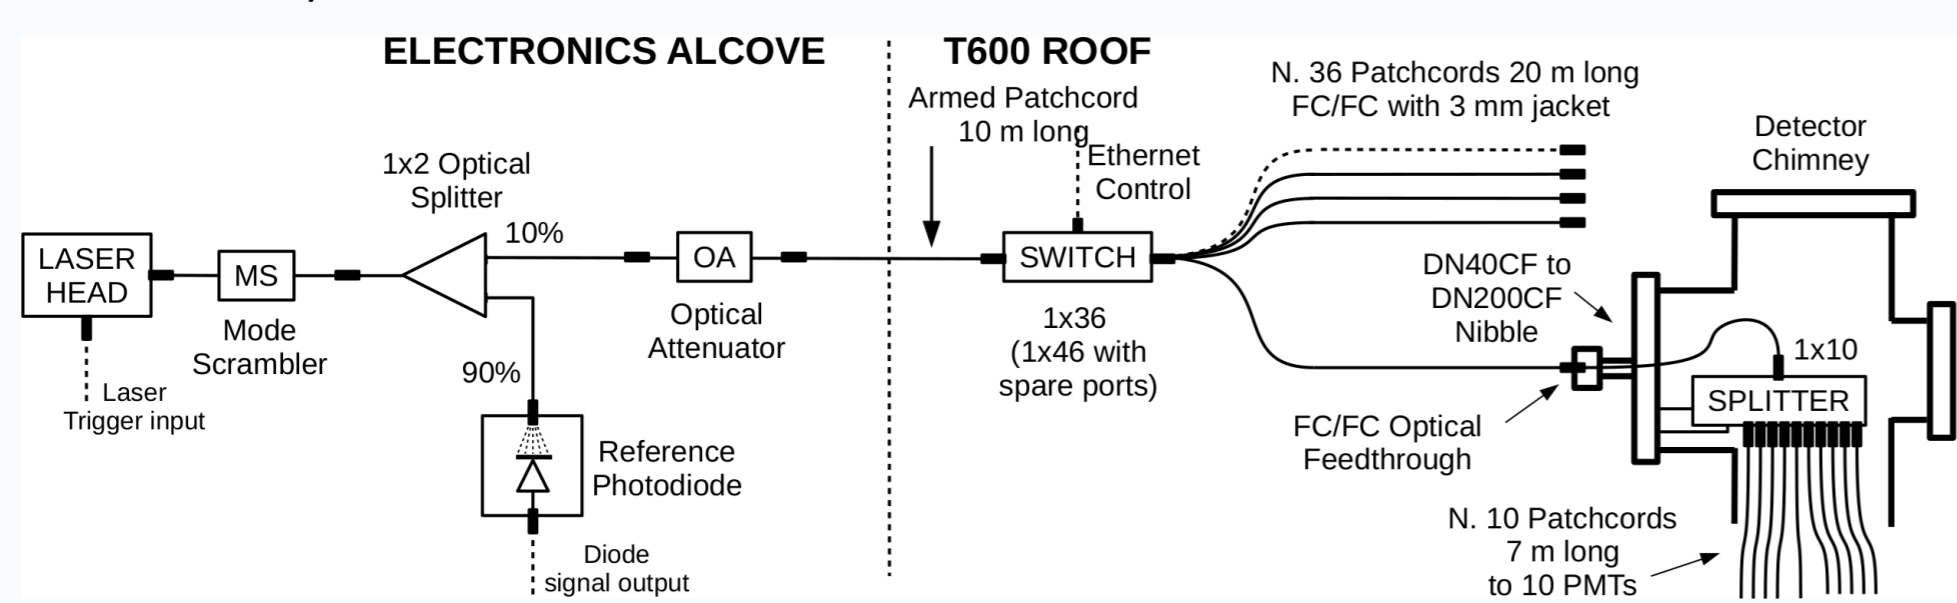 ELECTRONICS ALCOVE
T600 ROOF
Armed Patchcord
10 m long
N. 36 Patchcords 20 m long
FC/FC with 3 mm jacket
Detector
Chimney
Ethernet
Control
1x2 Optical
Splitter
10%
LASER
HEAD
MS
OA
SWITCH
Mode
Scrambler
Optical
Attenuator
1x36
(1x46 with
spare ports)
DN40CF to
DN200CF
Nibble
1x10
SPLITTER
90%
Laser
Trigger input
Reference
Photodiode
FC/FC Optical
Feedthrough
Diode
signal output
N. 10 Patchcords
7 m long
to 10 PMTs